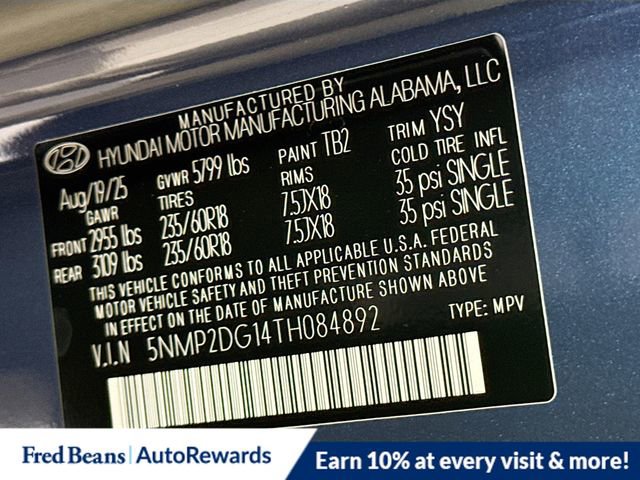 MANUFACTURED BY
HYUNDAI MOTOR MANUFACTURING ALABAMA, LLC
Aug/19/25 GVWR 5799 lbs PAINT TB2 TRIM YSY
GAWR TIRES RIMS COLD TIRE INFL
FRONT 2955 lbs 235/60R18 7.5JX18 35 psi SINGLE
REAR 3109 lbs 235/60R18 7.5JX18 35 psi SINGLE
THIS VEHICLE CONFORMS TO ALL APPLICABLE U.S.A. FEDERAL
MOTOR VEHICLE SAFETY AND THEFT PREVENTION STANDARDS
IN EFFECT ON THE DATE OF MANUFACTURE SHOWN ABOVE
V.I.N 5NMP2DG14TH084892 TYPE: MPV
Fred Beans | AutoRewards Earn 10% at every visit & more!